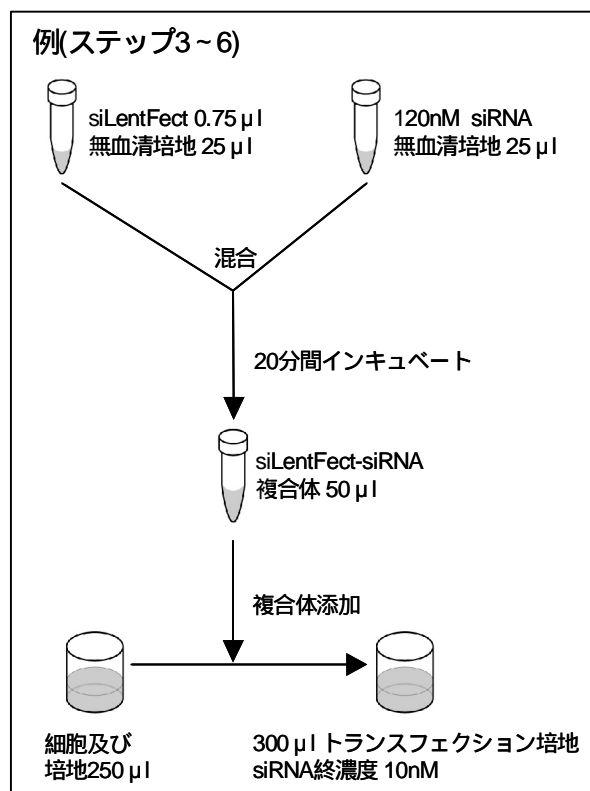 例(ステップ3~6)
siLentFect 0.75 μl
無血清培地 25 μl
120nM siRNA
無血清培地 25 μl
混合
20分間インキュベート
siLentFect-siRNA
複合体 50 μl
複合体添加
細胞及び
培地250 μl
300 μl トランスフェクション培地
siRNA終濃度 10nM